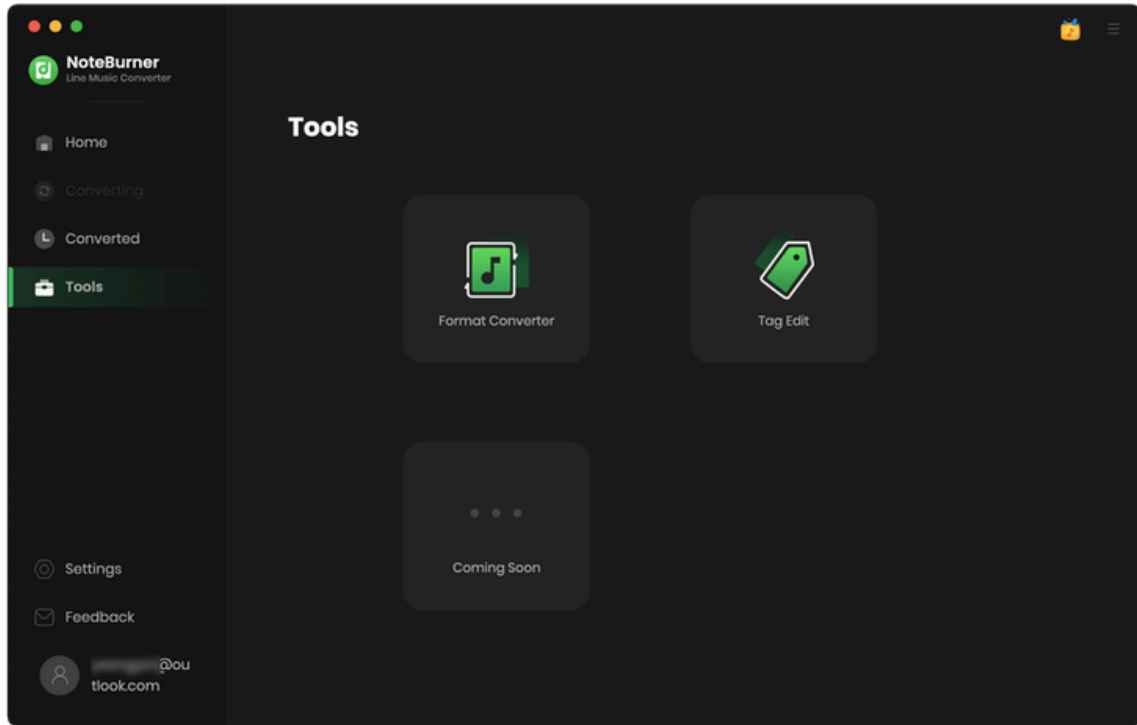 NoteBurner
Line Music Converter
Home
Converting
Converted
Tools
Settings
Feedback
@ou
tlook.com
Tools
Format Converter
Tag Edit
Coming Soon